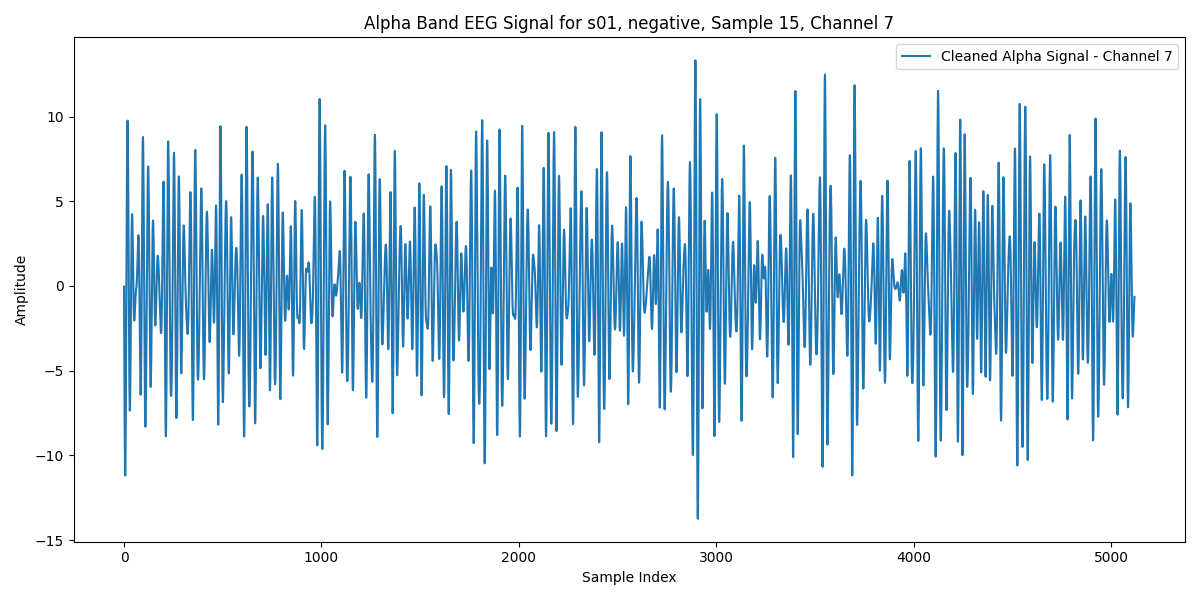 Alpha Band EEG Signal for s01, negative, Sample 15, Channel 7
Cleaned Alpha Signal - Channel 7
Amplitude
10
5
0
−5
−10
−15
0 1000 2000 3000 4000 5000
Sample Index